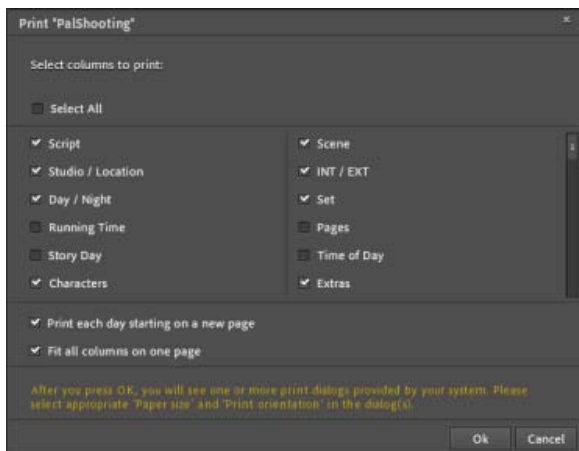 Print "PalShooting"
Select columns to print:
Select All
Script
Scene
Studio / Location
INT / EXT
Day / Night
Set
Running Time
Pages
Story Day
Time of Day
Characters
Extras
Print each day starting on a new page
Fit all columns on one page
After you press OK, you will see one or more print dialogs provided by your system. Please
select appropriate 'Paper size' and 'Print orientation' in the dialog(s).
Ok
Cancel